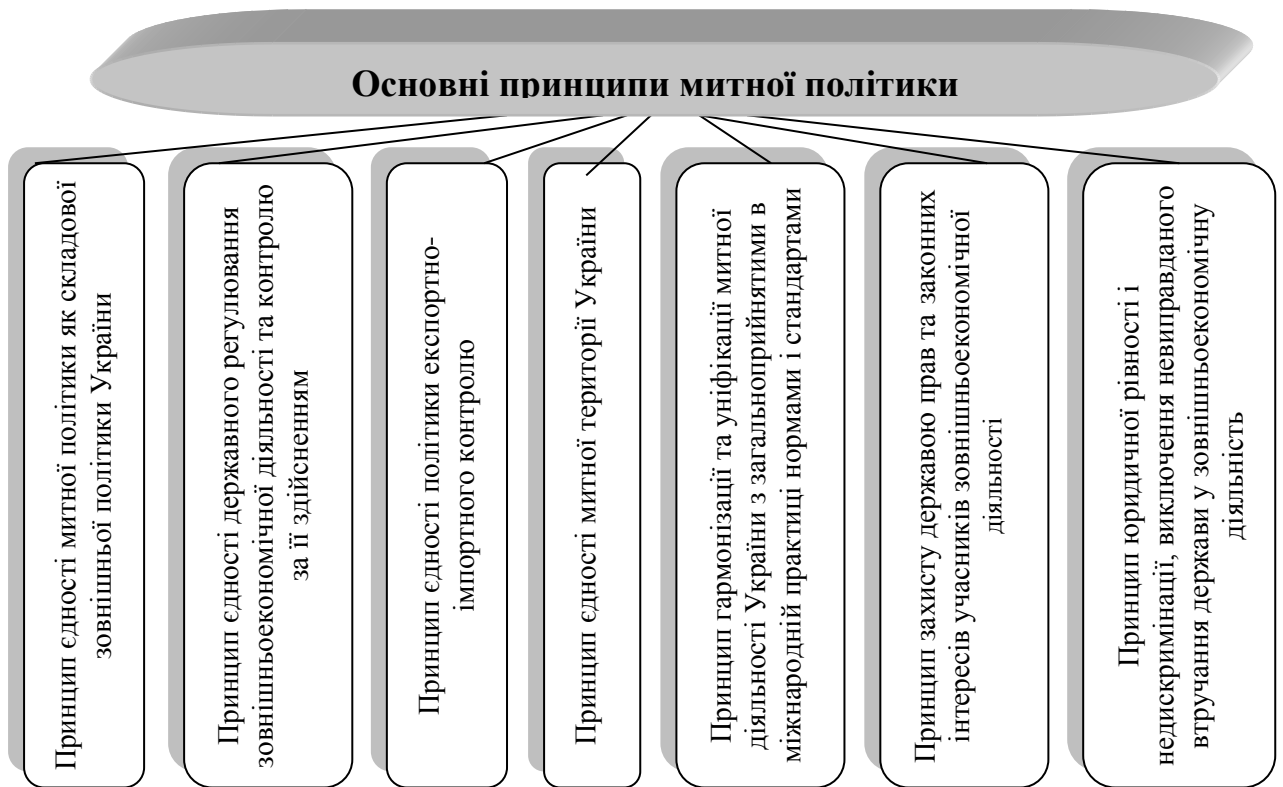 Основні принципи митної політики
Принцип єдності митної політики як складової
зовнішньої політики України
Принцип єдності державного регулювання
зовнішньоекономічної діяльності та контролю
за її здійсненням
Принцип єдності політики експортно-
імпортного контролю
Принцип єдності митної території України
Принцип гармонізації та уніфікації митної
діяльності України з загальноприйнятими в
міжнародній практиці нормами і стандартами
Принцип захисту державою прав та законних
інтересів учасників зовнішньоекономічної
діяльності
Принцип юридичної рівності і
недискримінації, виключення невиправданого
втручання держави у зовнішньоекономічну
діяльність